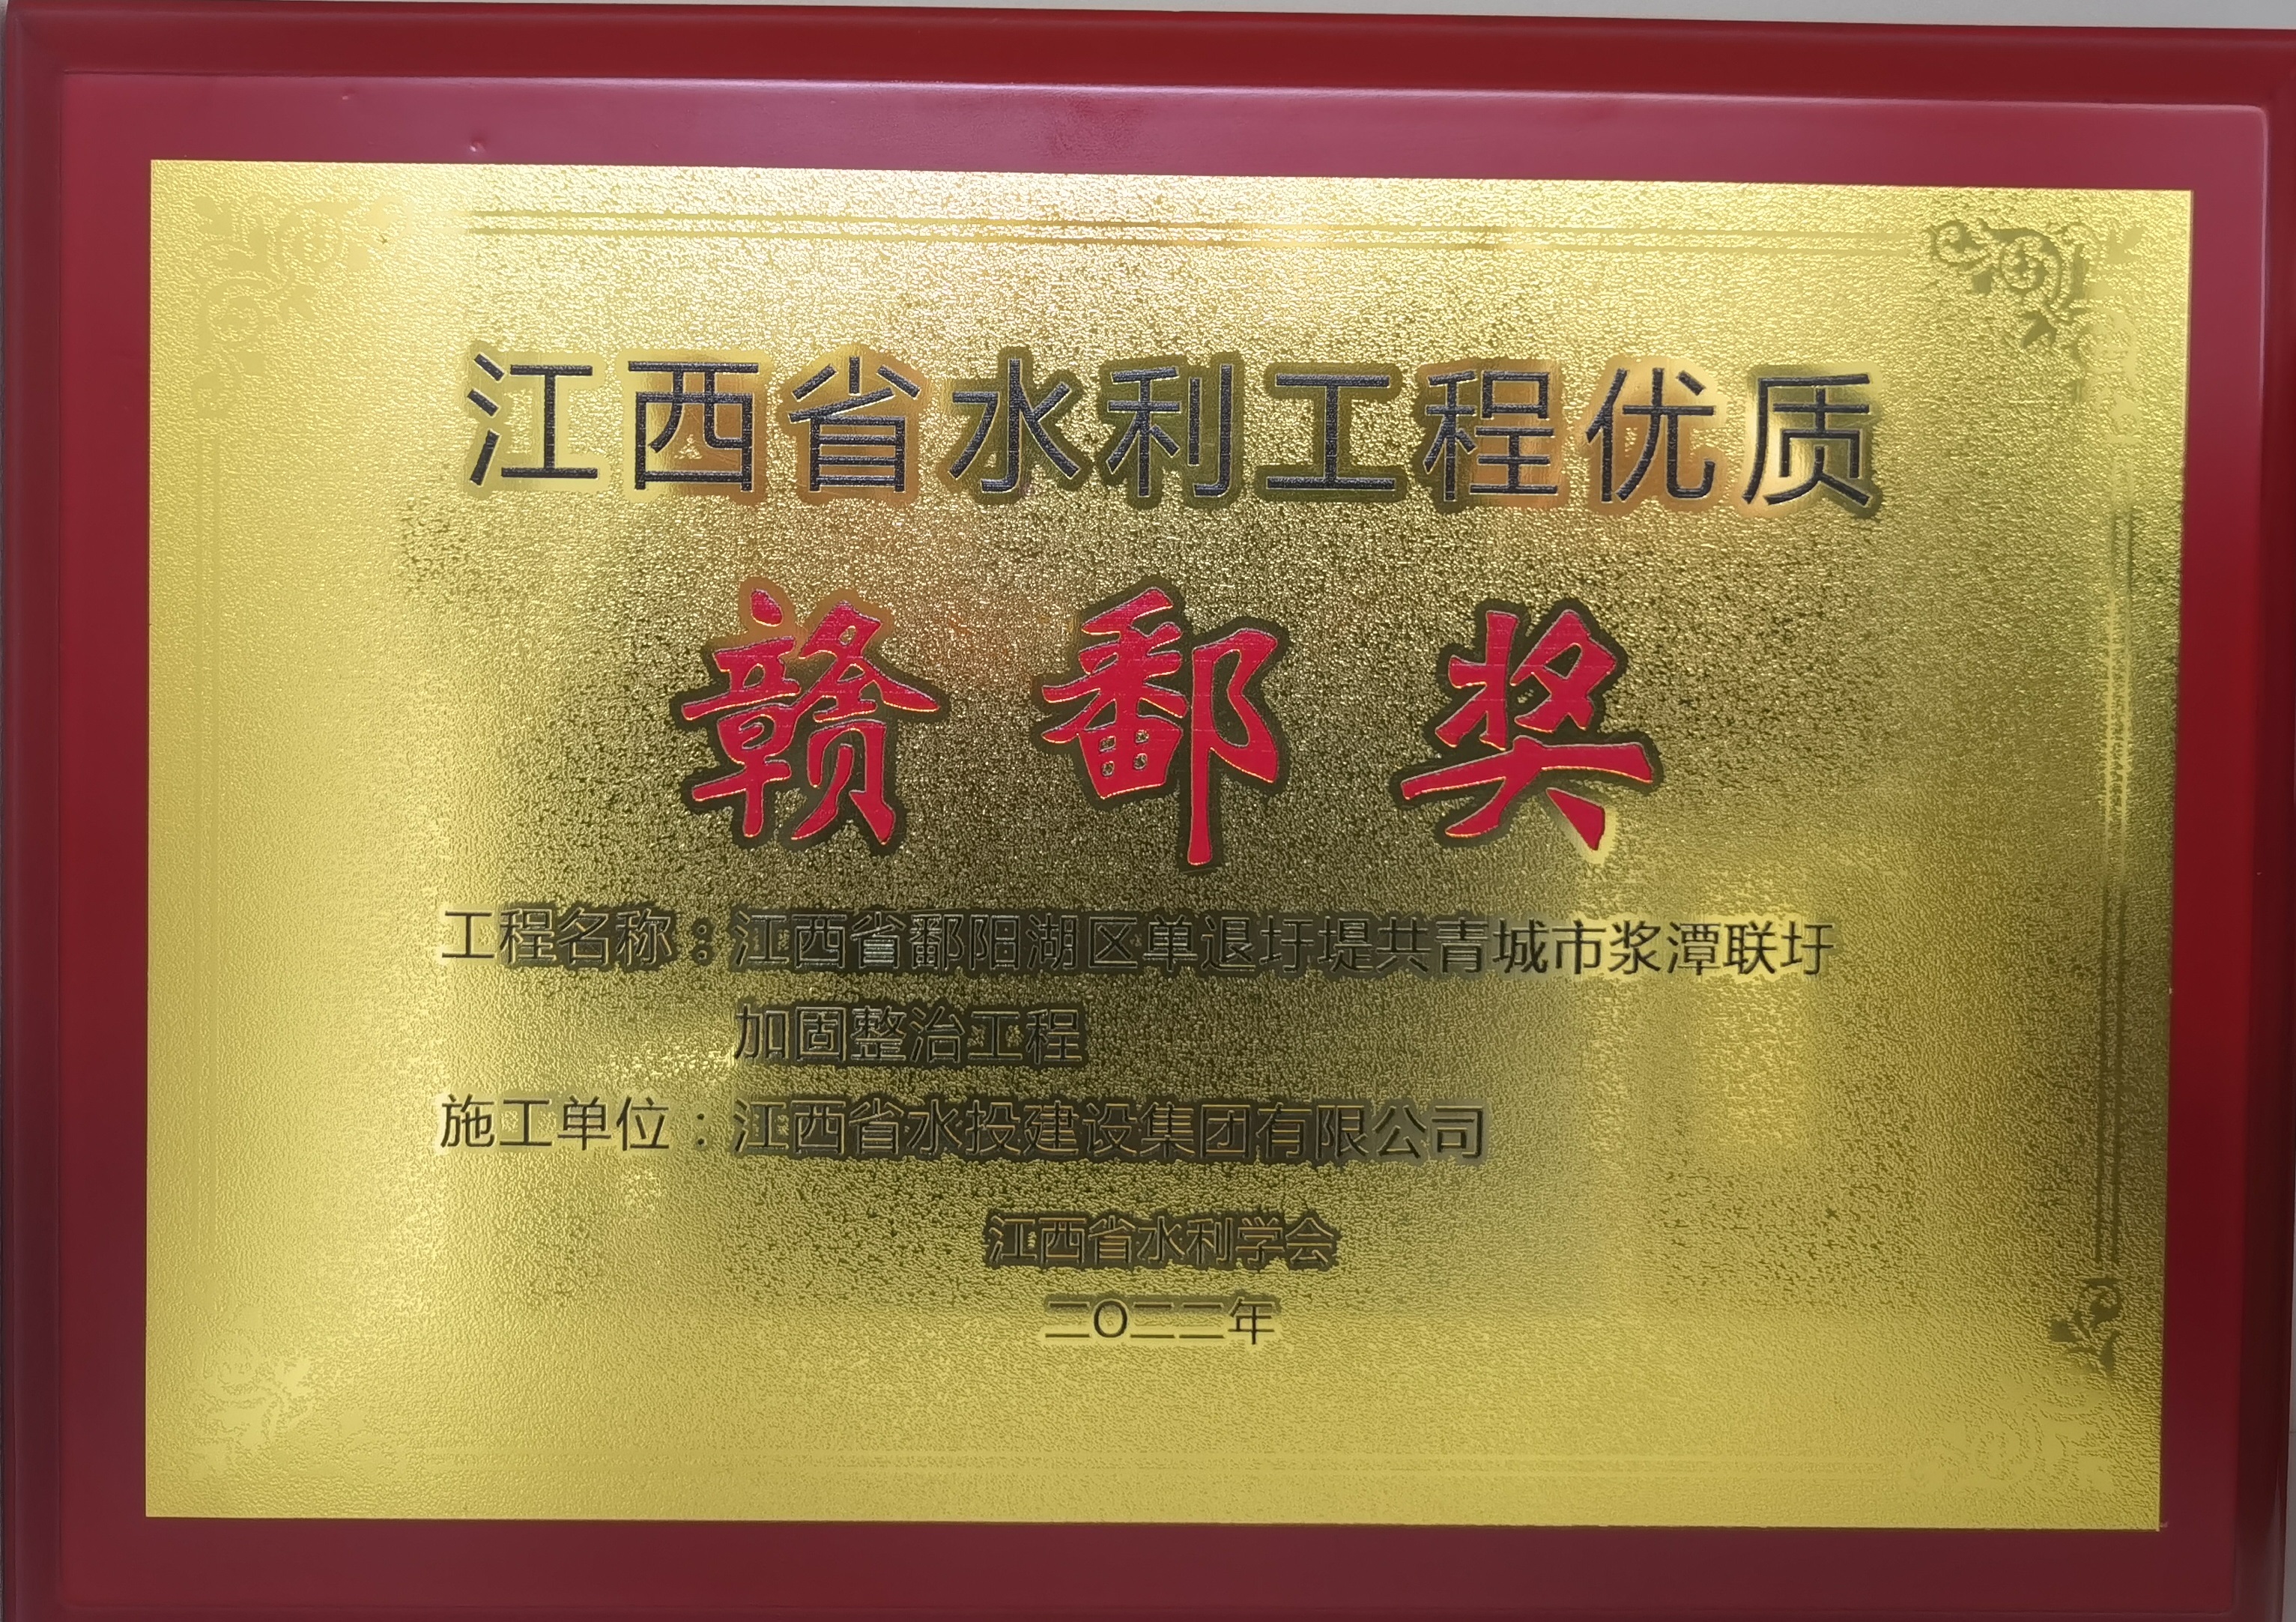 江西省水利工程优质
赣鄱奖
工程名称：江西省鄱阳湖区单退圩堤共青城市浆潭联圩
加固整治工程
施工单位：江西省水投建设集团有限公司
江西省水利学会
二〇二二年